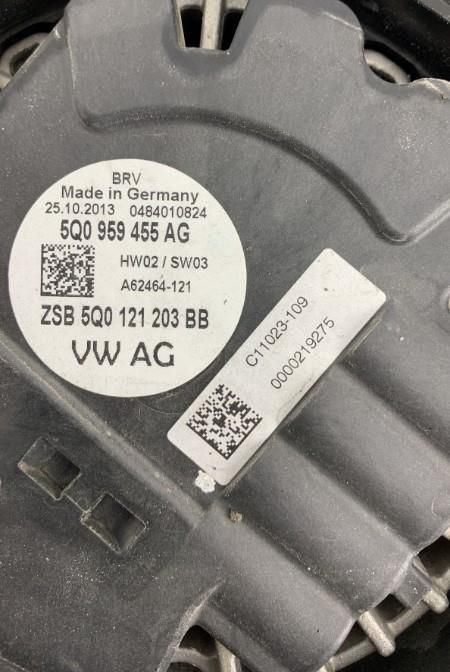 BRV
Made in Germany
25.10.2013 0484010824
5Q0 959 455 AG
HW02 / SW03
A62464-121
ZSB 5Q0 121 203 BB
VW AG
C11023-109
0000219275